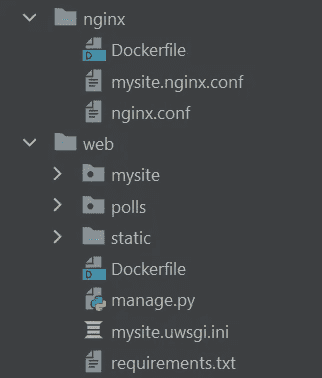 nginx
Dockerfile
mysite.nginx.conf
nginx.conf
web
mysite
polls
static
Dockerfile
manage.py
mysite.uwsgi.ini
requirements.txt